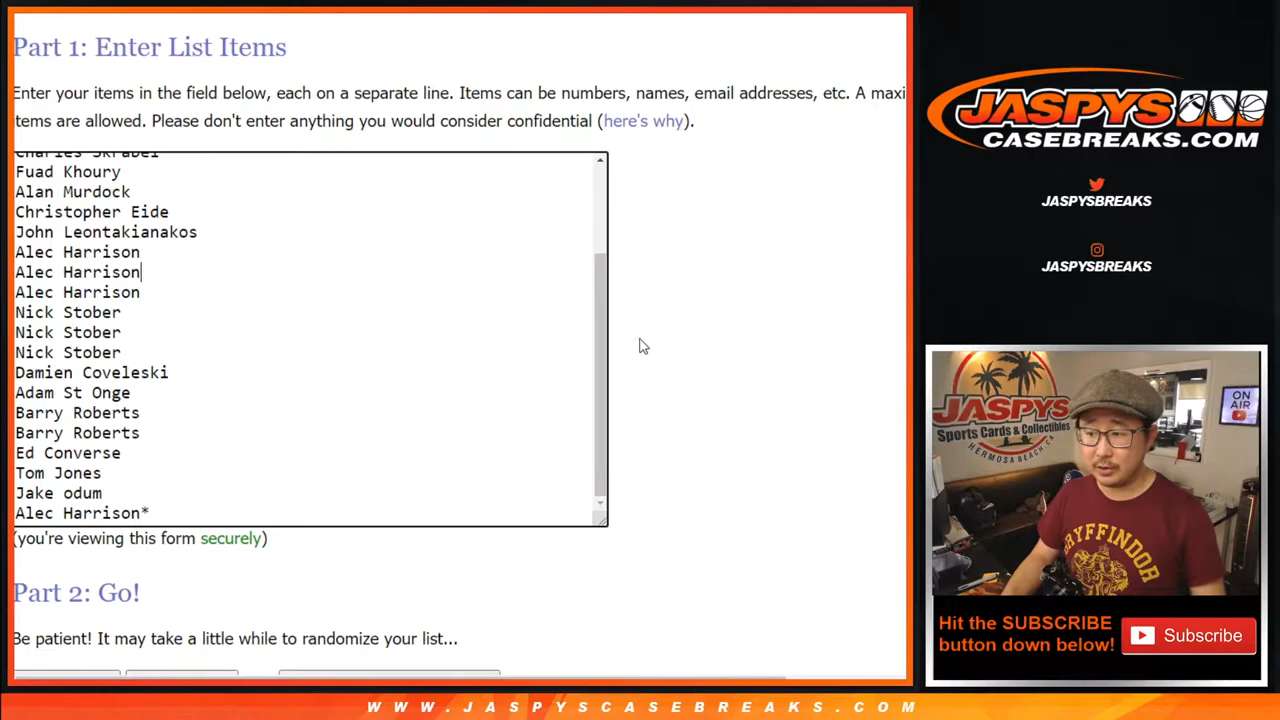 Part 1: Enter List Items
Enter your items in the field below, each on a separate line. Items can be numbers, names, email addresses, etc. A maxi
items are allowed. Please don't enter anything you would consider confidential (here's why).
Charles Skrabel
Fuad Khoury
Alan Murdock
Christopher Eide
John Leontakianakos
Alec Harrison
Alec Harrison
Alec Harrison
Nick Stober
Nick Stober
Nick Stober
Damien Coveleski
Adam St Onge
Barry Roberts
Barry Roberts
Ed Converse
Tom Jones
Jake odum
Alec Harrison*
(you're viewing this form securely)
Part 2: Go!
Be patient! It may take a little while to randomize your list...
JASPYS
CASEBREAKS.COM
JASPYSBREAKS
JASPYSBREAKS
JASPYS
Sports Cards & Collectibles
HERMOSA BEACH, CA
ON
AIR
GRYFFINDOR
Hit the SUBSCRIBE
button down below!
Subscribe
WWW.JASPYSCASEBREAKS.COM